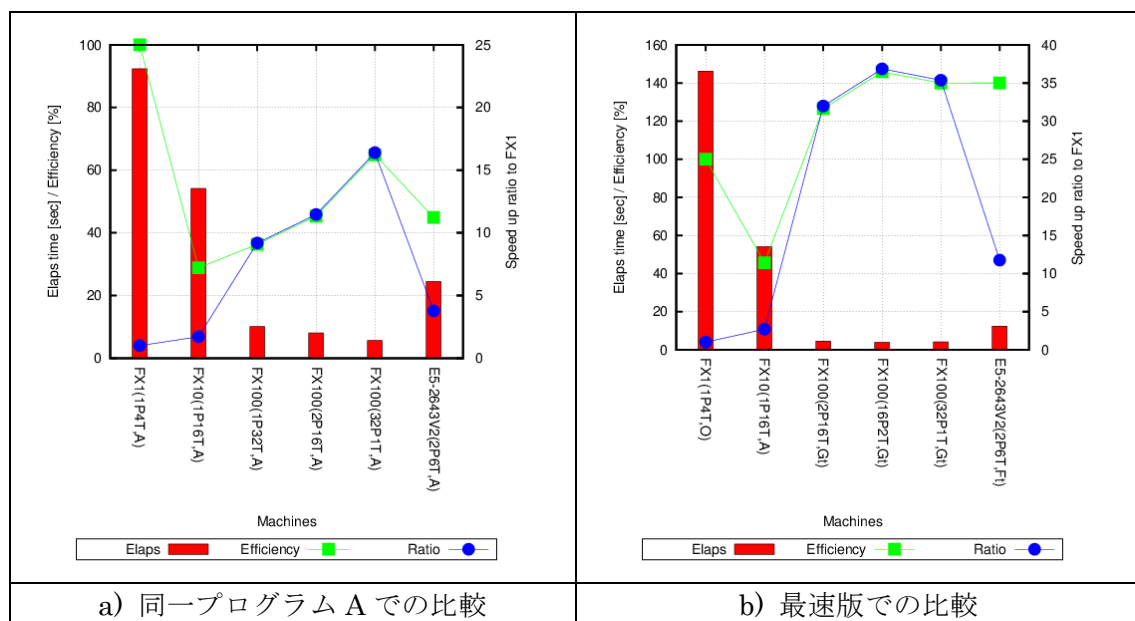 100
80
60
40
20
0
25
20
15
10
5
0
Elaps time [sec] / Efficiency [%]
Speed up ratio to FX1
FX1(1P4T,A)
FX10(1P16T,A)
FX100(1P32T,A)
FX100(2P16T,A)
FX100(32P1T,A)
E5-2643V2(2P6T,A)
Machines
Elaps Efficiency Ratio
a) 同一プログラム A での比較
160
140
120
100
80
60
40
20
0
40
35
30
25
20
15
10
5
0
Elaps time [sec] / Efficiency [%]
Speed up ratio to FX1
FX1(1P4T,O)
FX10(1P16T,A)
FX100(2P16T,Gt)
FX100(16P2T,Gt)
FX100(32P1T,Gt)
E5-2643V2(2P6T,Ft)
Machines
Elaps Efficiency Ratio
b) 最速版での比較